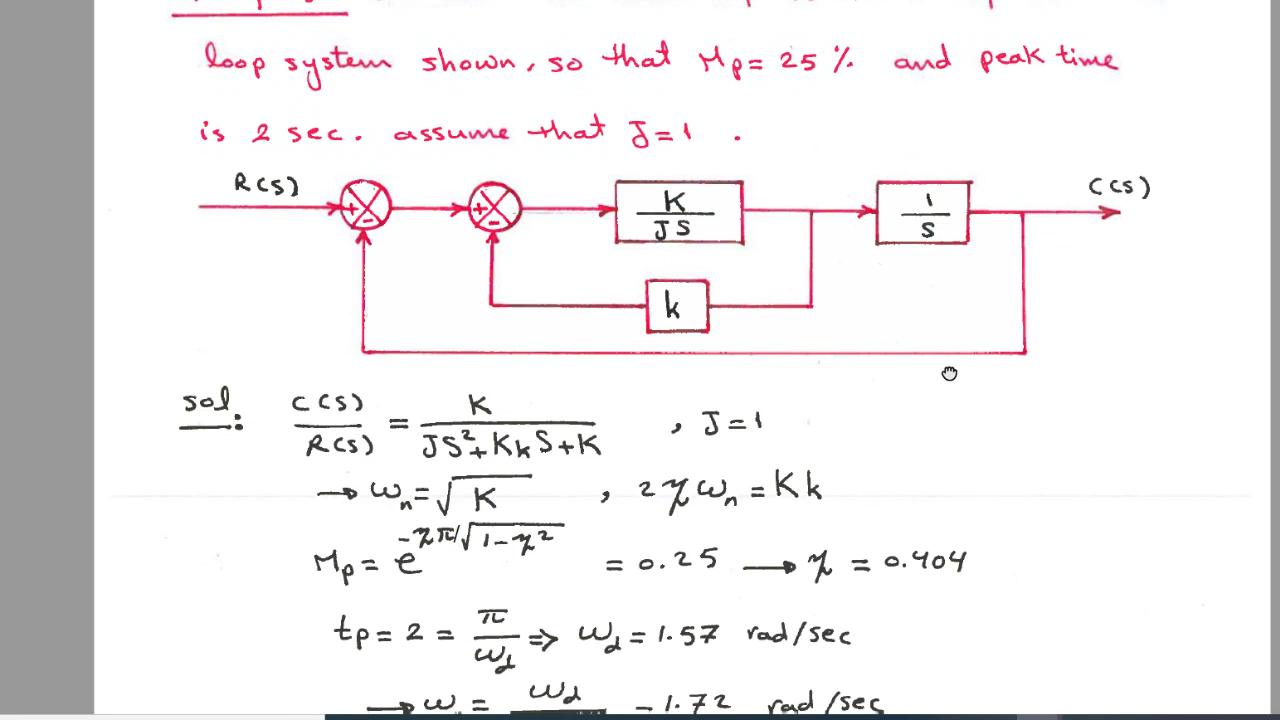 loop system shown, so that Mp = 25 % and peak time
is 2 sec. assume that J = 1 .
R(S) + - + - K/JS 1/S C(S)
k
sol: C(S)/R(S) = K/(JS²+KkS+K) , J=1
→ ωn = √K , 2ζωn = Kk
Mp = e^(-ζπ/√(1-ζ²)) = 0.25 → ζ = 0.404
tp = 2 = π/ωd ⇒ ωd = 1.57 rad/sec
→ ω = ωd = 1.72 rad/sec